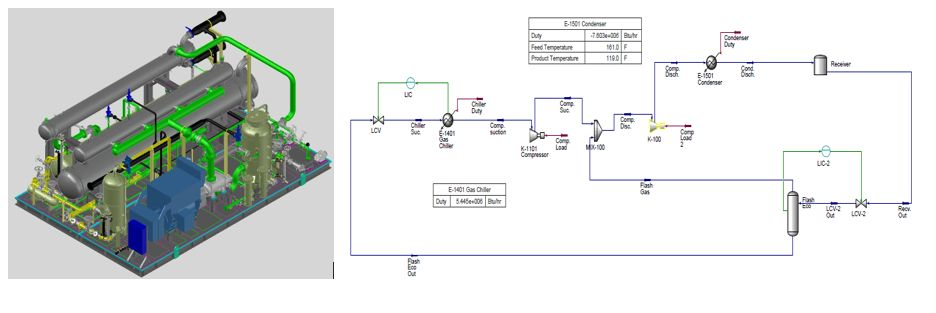 E-1501 Condenser
Duty -7.603e+006 Btu/hr
Feed Temperature 161.0 F
Product Temperature 119.0 F
Condenser
Duty
Comp.
Disch.
E-1501
Condenser
Cond.
Disch.
Receiver
LIC
Chiller
Duty
LCV
Chiller
Suc.
E-1401
Gas
Chiller
Comp.
suction
Comp.
Suc.
K-1101
Compressor
Comp.
Load
MIX-100
Comp.
Disc.
K-100
Comp
Load
2
LIC-2
E-1401 Gas Chiller
Duty 5.445e+006 Btu/hr
Flash
Gas
Flash
Eco
LCV-2
Out
LCV-2
Recv.
Out
Flash
Eco
Out